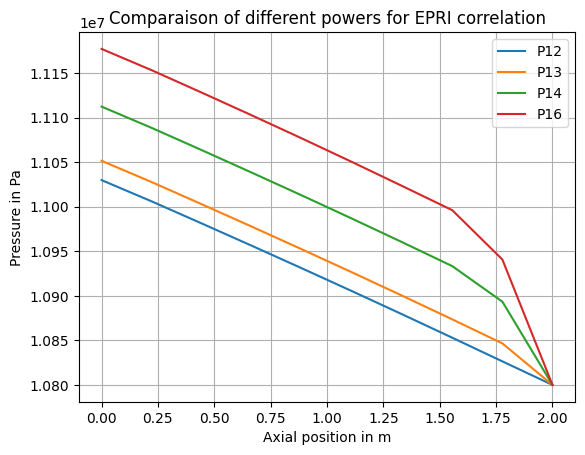 Comparaison of different powers for EPRI correlation
1e7
1.115
1.110
1.105
1.100
1.095
1.090
1.085
1.080
Pressure in Pa
P12
P13
P14
P16
0.00 0.25 0.50 0.75 1.00 1.25 1.50 1.75 2.00
Axial position in m